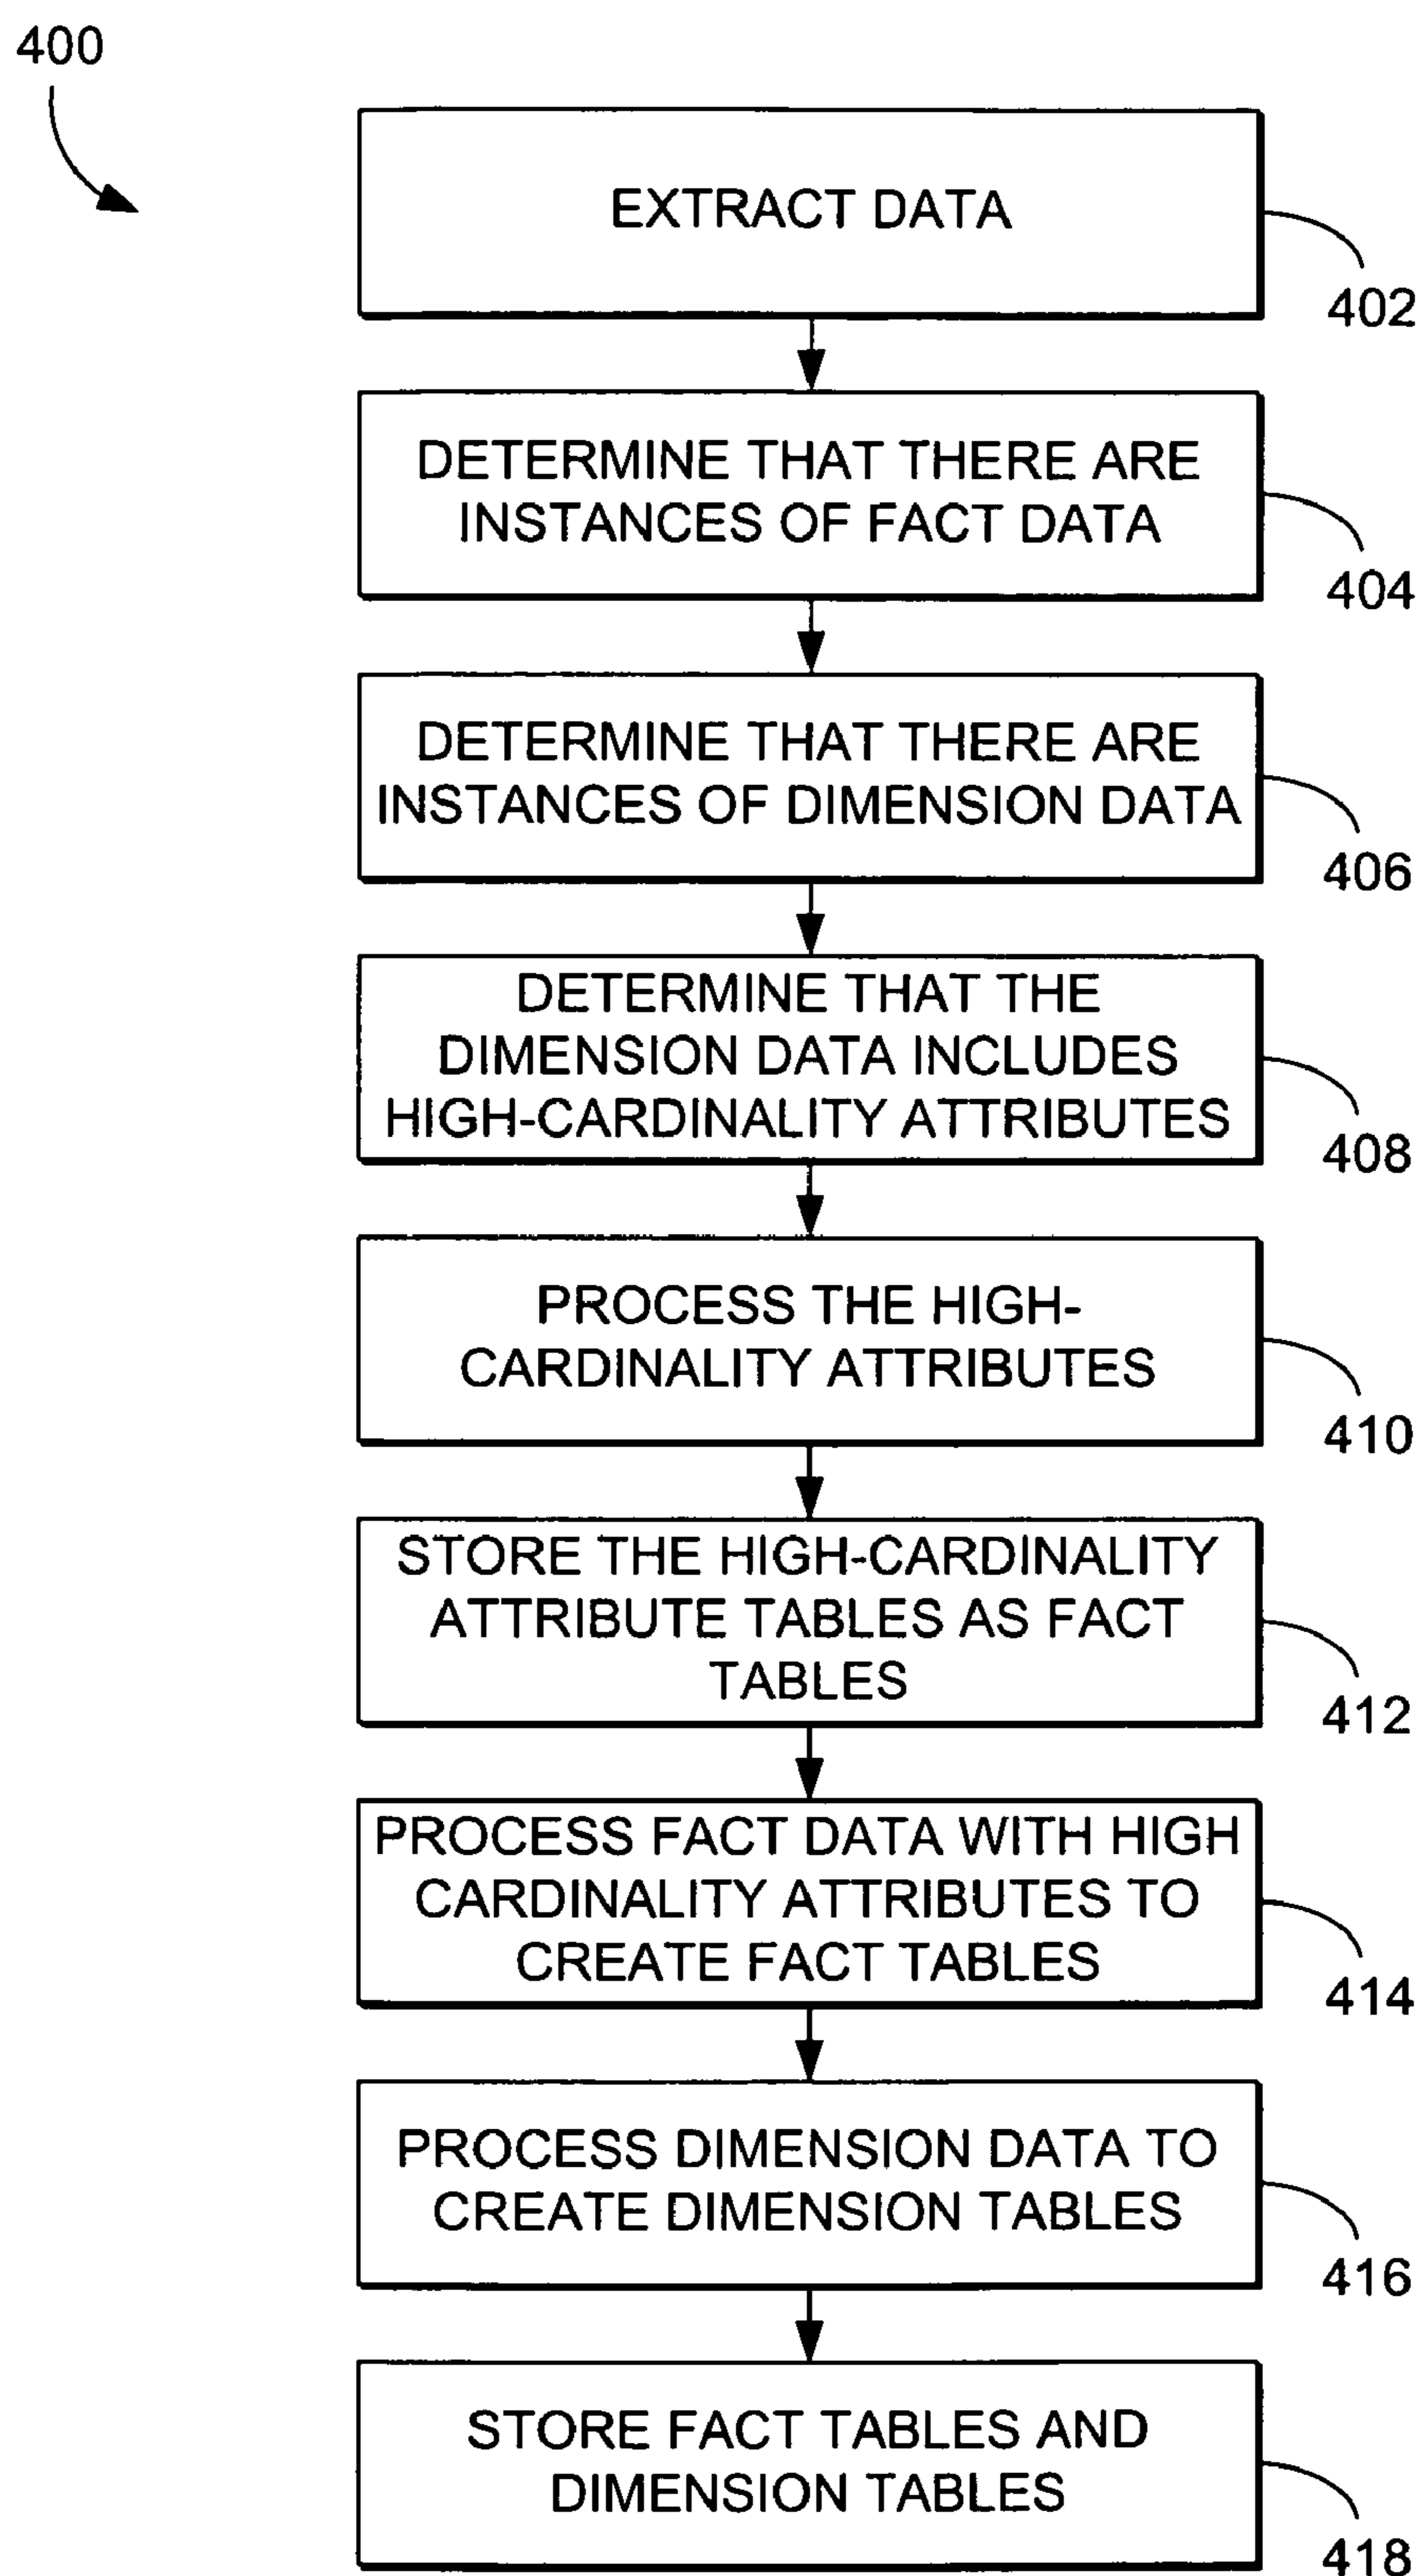 400
EXTRACT DATA
402
DETERMINE THAT THERE ARE
INSTANCES OF FACT DATA
404
DETERMINE THAT THERE ARE
INSTANCES OF DIMENSION DATA
406
DETERMINE THAT THE
DIMENSION DATA INCLUDES
HIGH-CARDINALITY ATTRIBUTES
408
PROCESS THE HIGH-
CARDINALITY ATTRIBUTES
410
STORE THE HIGH-CARDINALITY
ATTRIBUTE TABLES AS FACT
TABLES
412
PROCESS FACT DATA WITH HIGH
CARDINALITY ATTRIBUTES TO
CREATE FACT TABLES
414
PROCESS DIMENSION DATA TO
CREATE DIMENSION TABLES
416
STORE FACT TABLES AND
DIMENSION TABLES
418